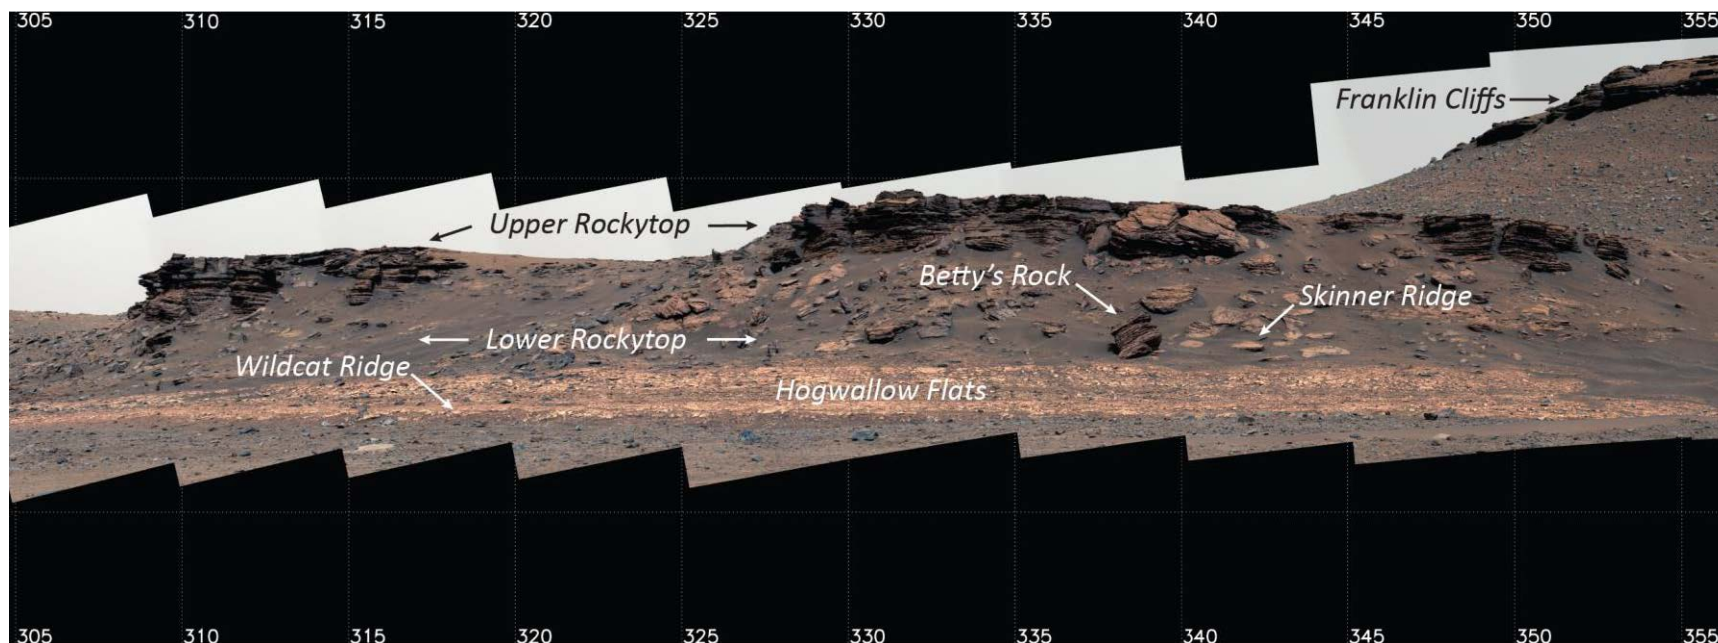 305 310 315 320 325 330 335 340 345 350 355
Franklin Cliffs
Upper Rockytop
Betty's Rock
Skinner Ridge
Lower Rockytop
Wildcat Ridge
Hogwallow Flats
305 310 315 320 325 330 335 340 345 350 355